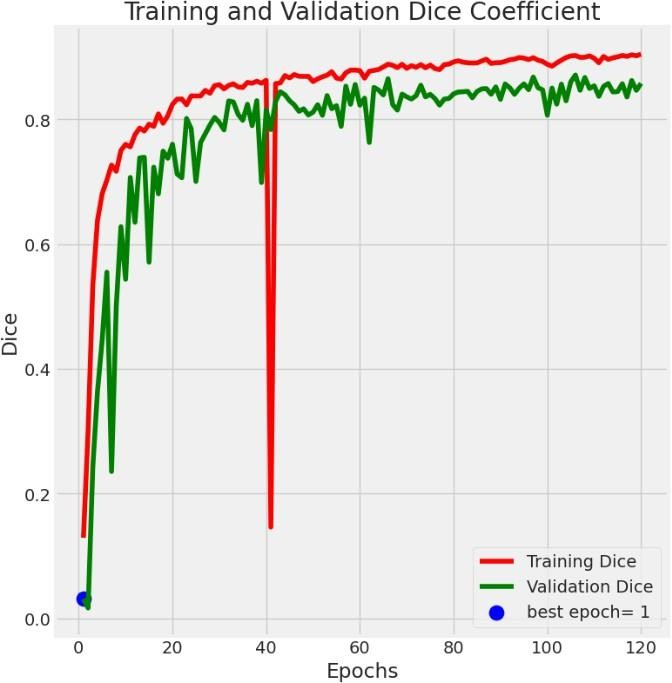 Training and Validation Dice Coefficient
Dice
0.8
0.6
0.4
0.2
0.0
Training Dice
Validation Dice
best epoch= 1
0 20 40 60 80 100 120
Epochs